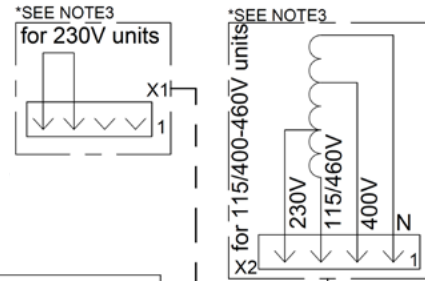 *SEE NOTE3
for 230V units
X1
1
*SEE NOTE3
for 115/400-460V units
230V
115/460V
400V
N
X2
1